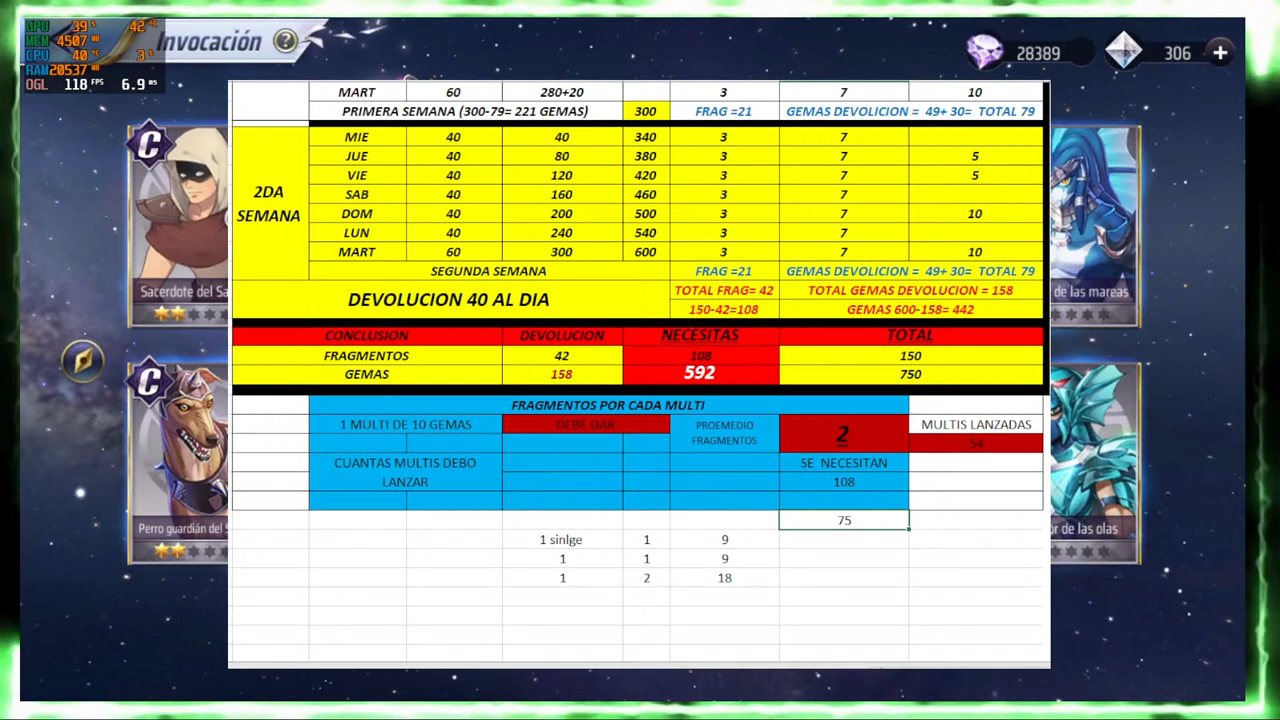 GPU 39 % 42 °C
MEM 4507 MB
CPU 40 °C 3 %
RAM 20537 MB
OGL 118 FPS 6.9 ms
Invocación ?
28389 306 +
MART 60 280+20 3 7 10
PRIMERA SEMANA (300-79= 221 GEMAS) 300 FRAG =21 GEMAS DEVOLICION = 49+ 30= TOTAL 79
2DA SEMANA
MIE 40 40 340 3 7
JUE 40 80 380 3 7 5
VIE 40 120 420 3 7 5
SAB 40 160 460 3 7
DOM 40 200 500 3 7 10
LUN 40 240 540 3 7
MART 60 300 600 3 7 10
SEGUNDA SEMANA FRAG =21 GEMAS DEVOLICION = 49+ 30= TOTAL 79
DEVOLUCION 40 AL DIA
TOTAL FRAG= 42 TOTAL GEMAS DEVOLUCION = 158
150-42=108 GEMAS 600-158= 442
CONCLUSION DEVOLUCION NECESITAS TOTAL
FRAGMENTOS 42 108 150
GEMAS 158 592 750
FRAGMENTOS POR CADA MULTI
1 MULTI DE 10 GEMAS DEBE DAR
PROEMEDIO
FRAGMENTOS
2
MULTIS LANZADAS
54
CUANTAS MULTIS DEBO
LANZAR
SE NECESITAN
108
75
1 sinlge 1 9
1 1 9
1 2 18
C
Sacerdote del Sa
de las mareas
C
Perro guardián del S
or de las olas